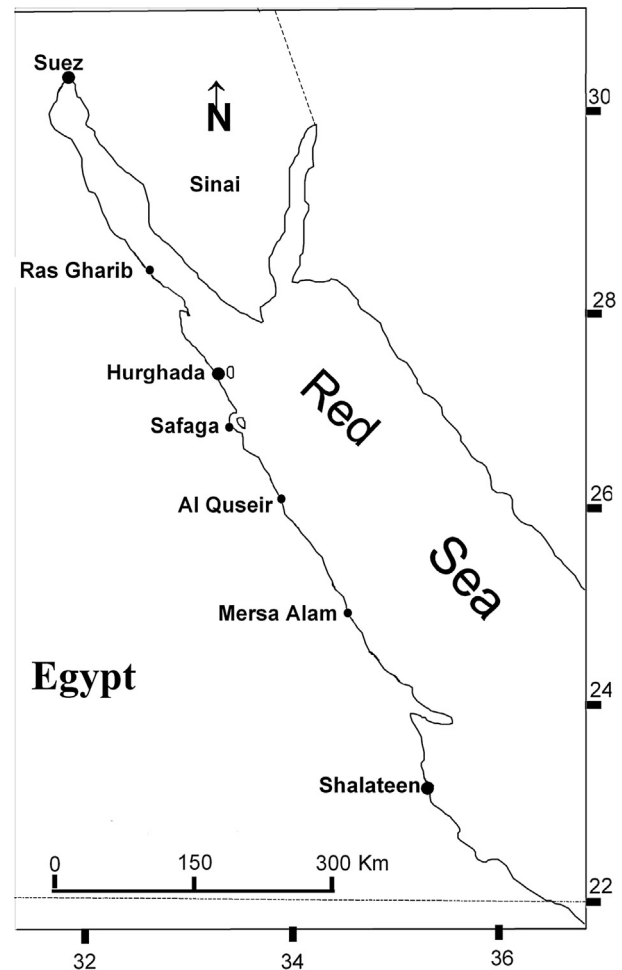 Suez
30
N
Sinai
Ras Gharib
28
Hurghada
Red
Safaga
Al Quseir
26
Sea
Mersa Alam
Egypt
24
Shalateen
0 150 300 Km
22
32 34 36